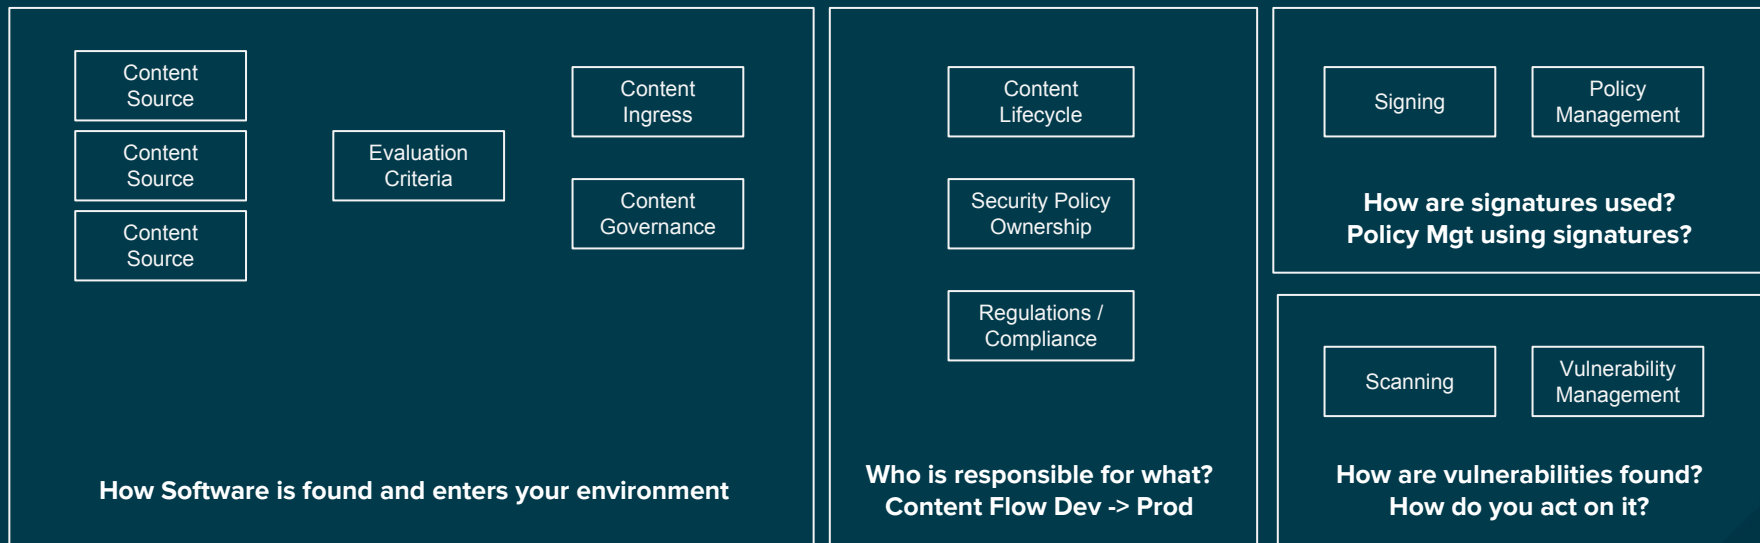 Content
Source
Content
Source
Content
Source
Evaluation
Criteria
Content
Ingress
Content
Governance
How Software is found and enters your environment
Content
Lifecycle
Security Policy
Ownership
Regulations /
Compliance
Who is responsible for what?
Content Flow Dev -> Prod
Signing
Policy
Management
How are signatures used?
Policy Mgt using signatures?
Scanning
Vulnerability
Management
How are vulnerabilities found?
How do you act on it?